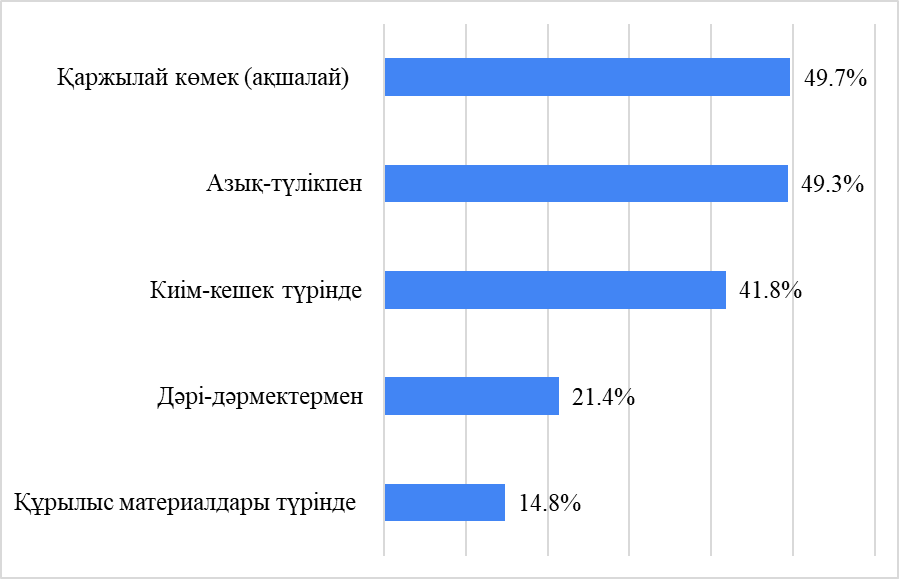 Қаржылай көмек (ақшалай) 49.7%
Азық-түлікпен 49.3%
Киім-кешек түрінде 41.8%
Дәрі-дәрмектермен 21.4%
Құрылыс материалдары түрінде 14.8%